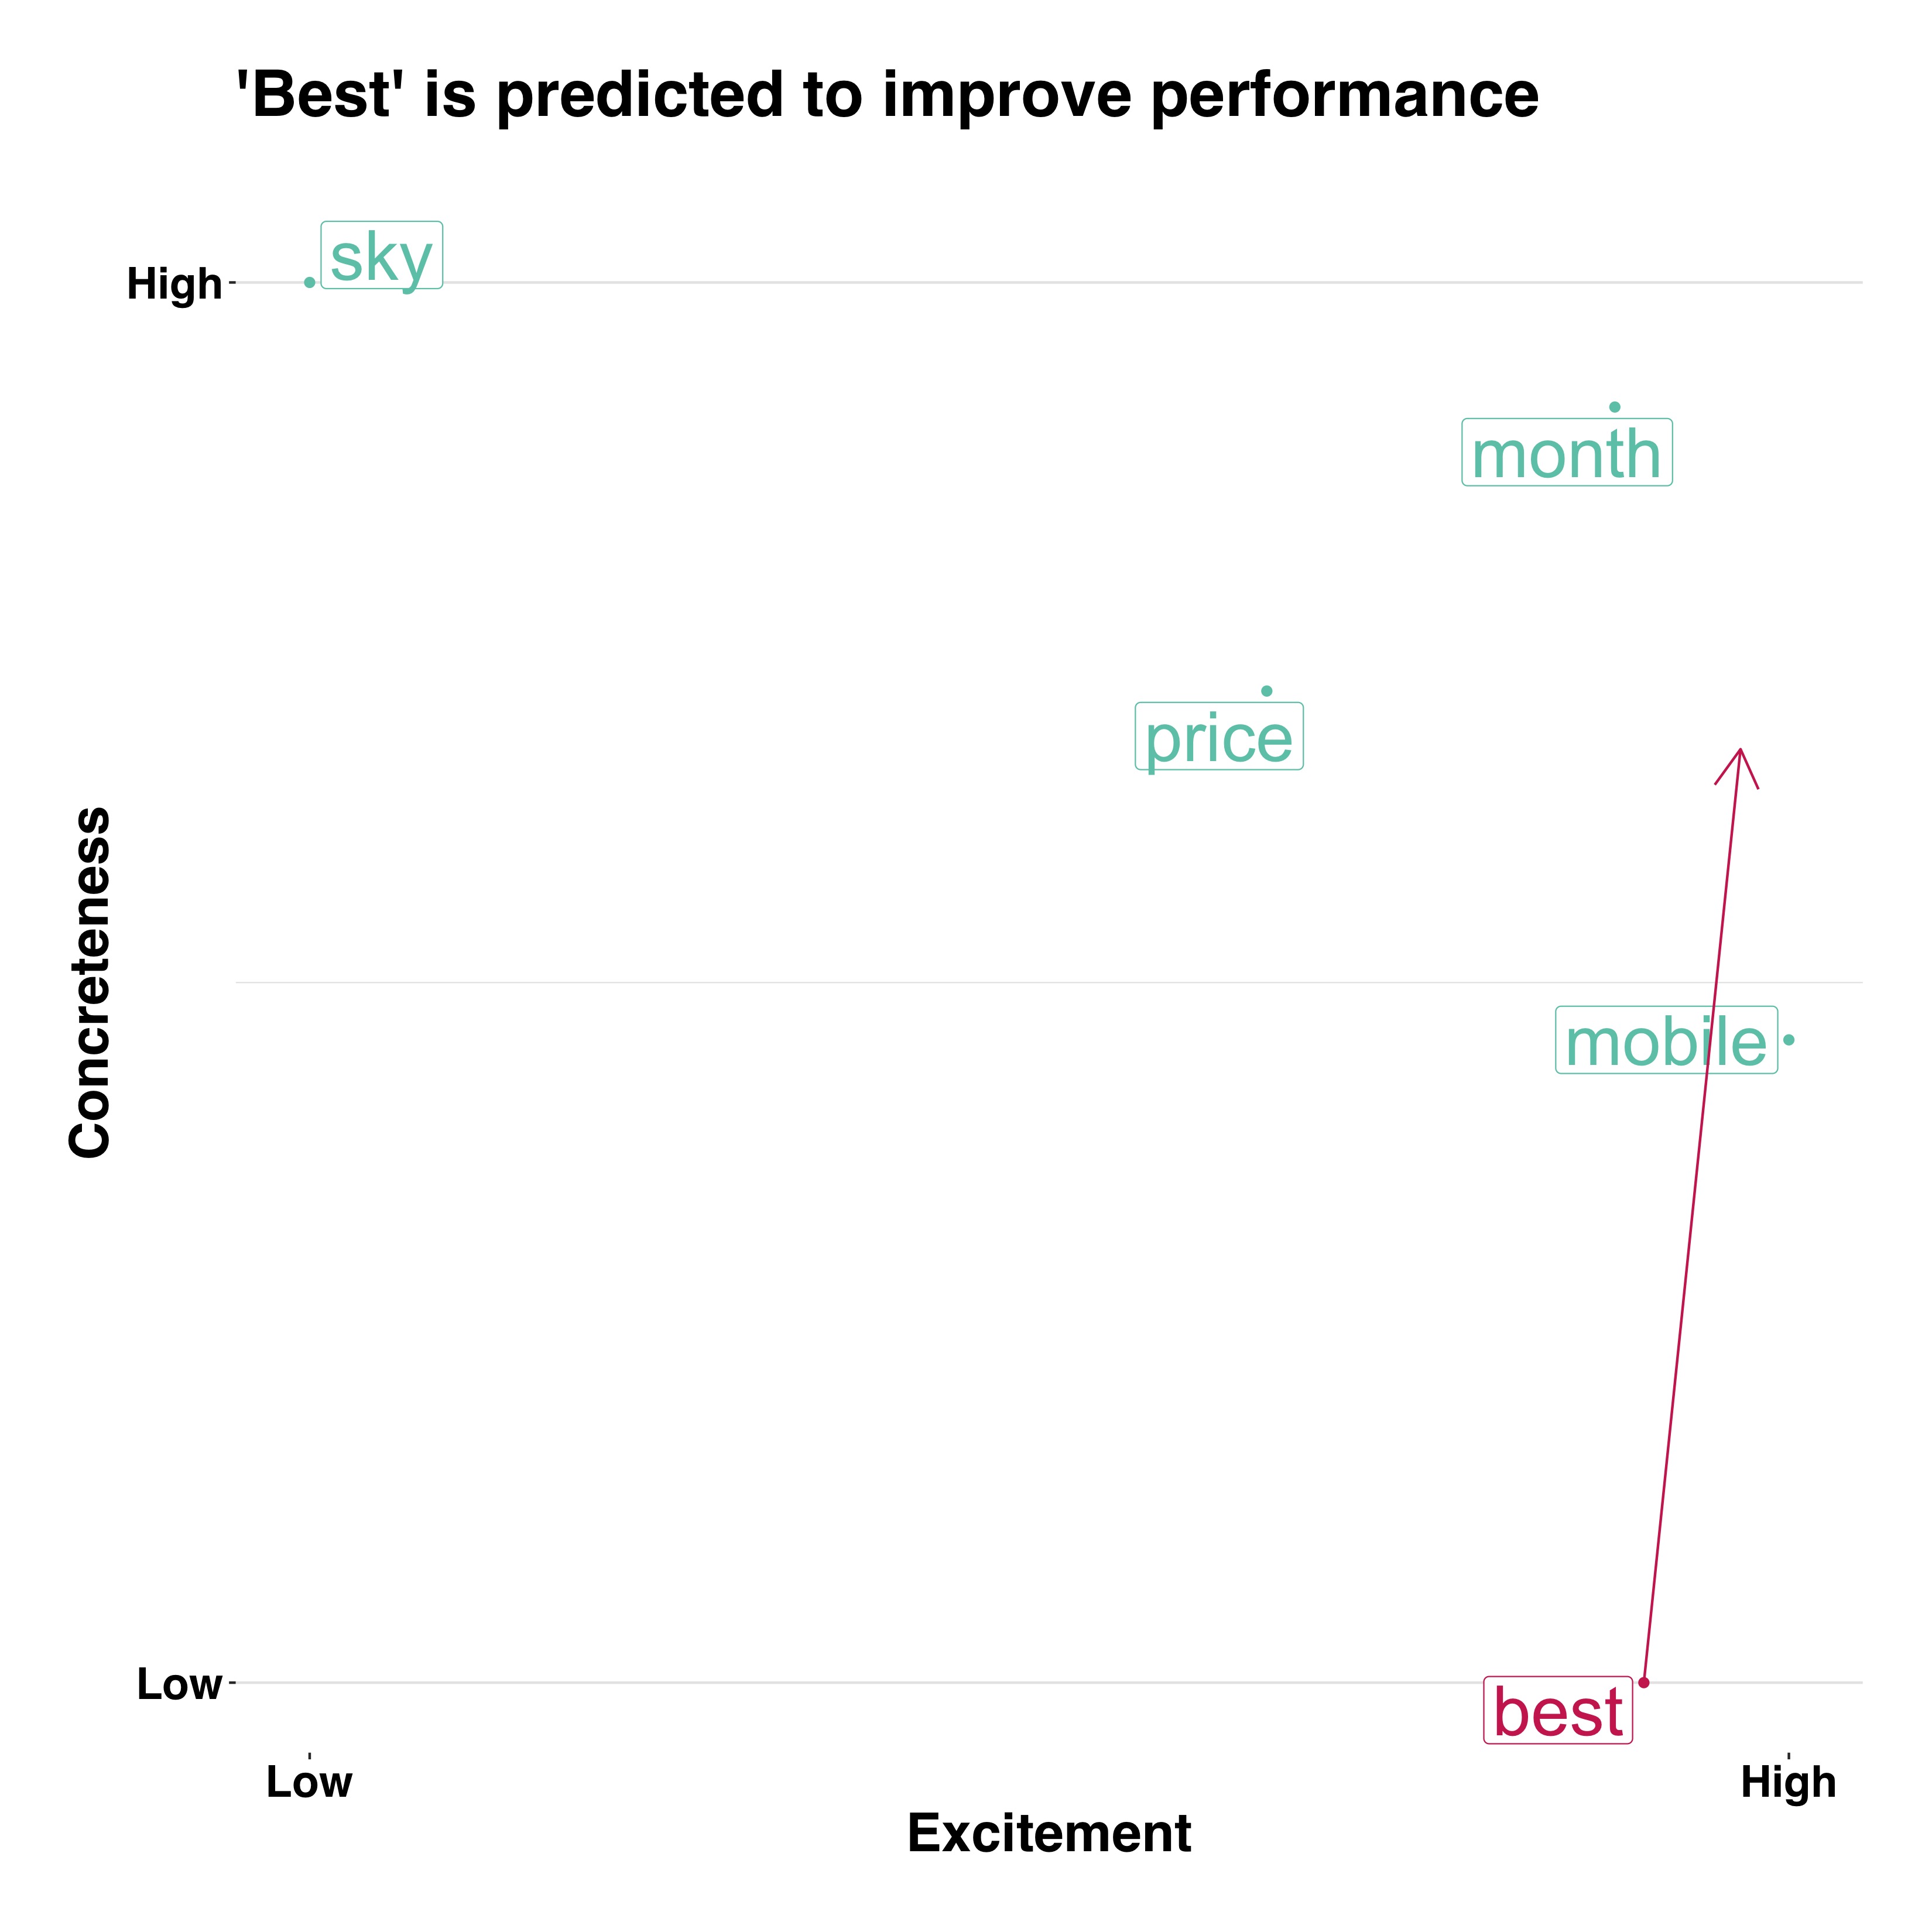 'Best' is predicted to improve performance
sky
High
month
price
Concreteness
mobile
Low
best
Low
High
Excitement